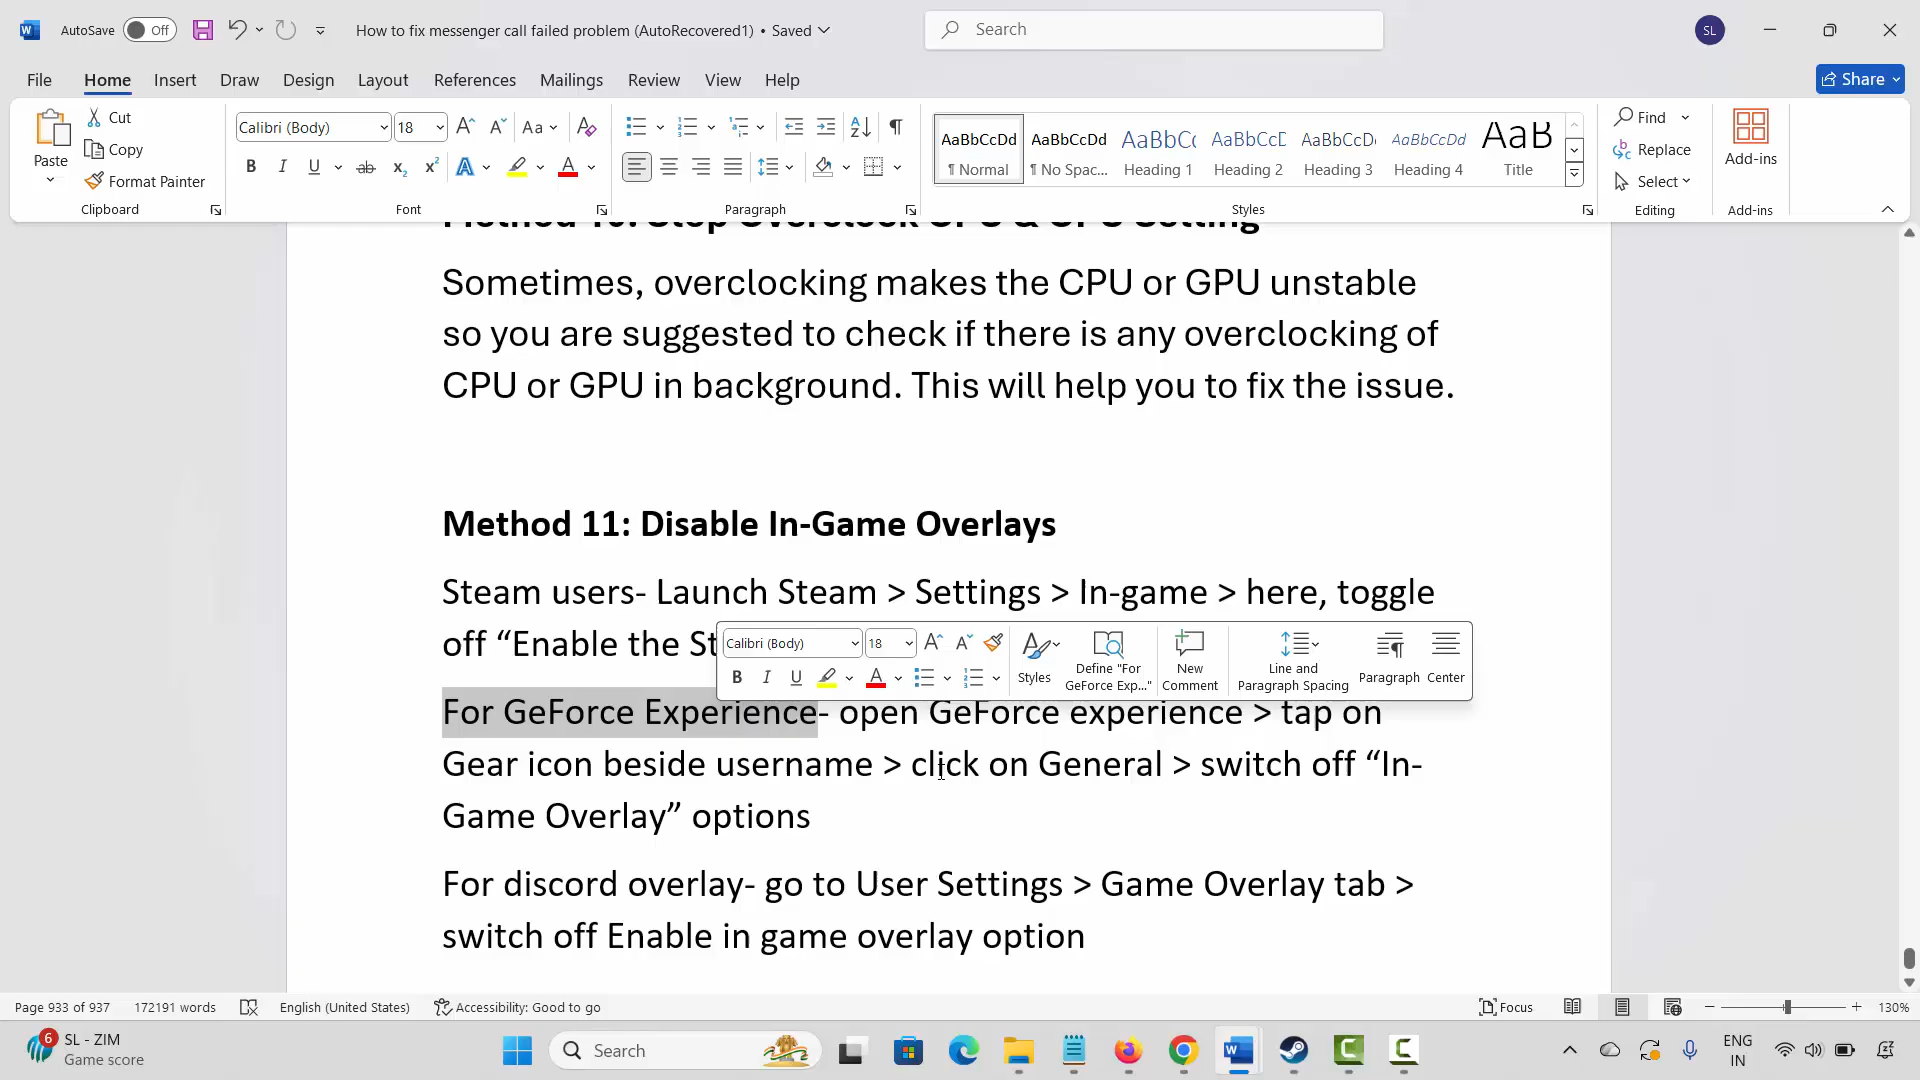 AutoSave Off How to fix messenger call failed problem (AutoRecovered1) • Saved Search SL
File Home Insert Draw Design Layout References Mailings Review View Help Share
Paste Cut Copy Format Painter
Clipboard
Calibri (Body) 18 Aa
Font
Paragraph
AaBbCcDd ¶ Normal
AaBbCcDd ¶ No Spac...
AaBbCc Heading 1
AaBbCcD Heading 2
AaBbCcDd Heading 3
AaBbCcDd Heading 4
AaB Title
Styles
Find
Replace
Select
Editing
Add-ins
Add-ins
Sometimes, overclocking makes the CPU or GPU unstable
so you are suggested to check if there is any overclocking of
CPU or GPU in background. This will help you to fix the issue.
Method 11: Disable In-Game Overlays
Steam users- Launch Steam > Settings > In-game > here, toggle
off “Enable the St
Calibri (Body) 18
B I U
Styles
Define "For GeForce Exp..."
New Comment
Line and Paragraph Spacing
Paragraph
Center
For GeForce Experience- open GeForce experience > tap on
Gear icon beside username > click on General > switch off “In-
Game Overlay” options
For discord overlay- go to User Settings > Game Overlay tab >
switch off Enable in game overlay option
Page 933 of 937 172191 words English (United States) Accessibility: Good to go Focus 130%
6 SL - ZIM
Game score
Search
ENG
IN